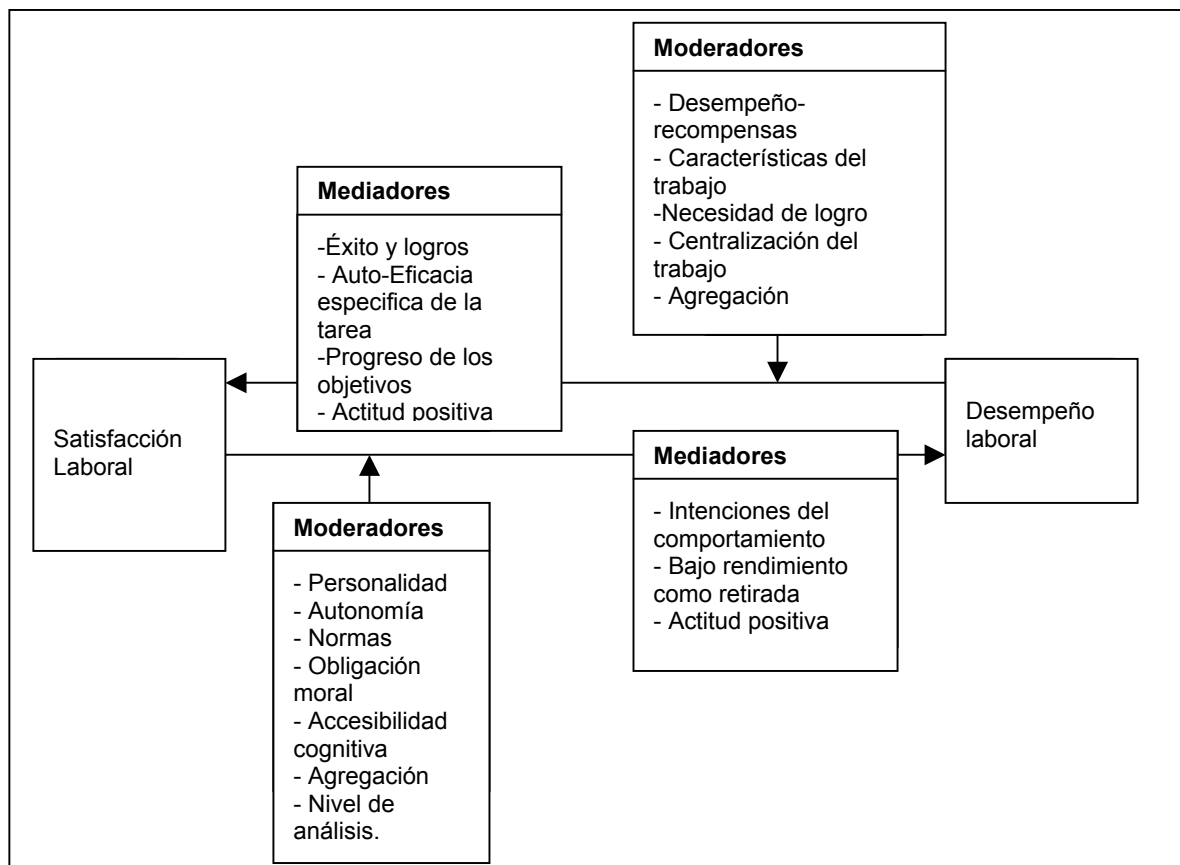 Moderadores
- Desempeño-
recompensas
- Características del
trabajo
-Necesidad de logro
- Centralización del
trabajo
- Agregación
Mediadores
-Éxito y logros
- Auto-Eficacia
especifica de la
tarea
-Progreso de los
objetivos
- Actitud positiva
Satisfacción
Laboral
Desempeño
laboral
Mediadores
- Intenciones del
comportamiento
- Bajo rendimiento
como retirada
- Actitud positiva
Moderadores
- Personalidad
- Autonomía
- Normas
- Obligación
moral
- Accesibilidad
cognitiva
- Agregación
- Nivel de
análisis.